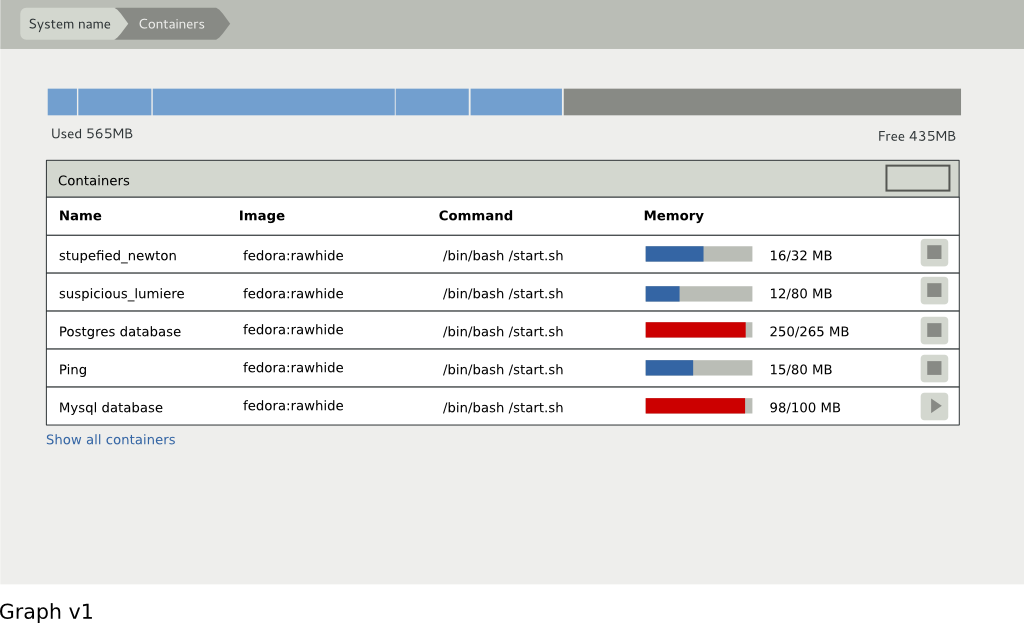 System name Containers
Used 565MB
Free 435MB
Containers
Name Image Command Memory
stupefied_newton fedora:rawhide /bin/bash /start.sh 16/32 MB
suspicious_lumiere fedora:rawhide /bin/bash /start.sh 12/80 MB
Postgres database fedora:rawhide /bin/bash /start.sh 250/265 MB
Ping fedora:rawhide /bin/bash /start.sh 15/80 MB
Mysql database fedora:rawhide /bin/bash /start.sh 98/100 MB
Show all containers
Graph v1